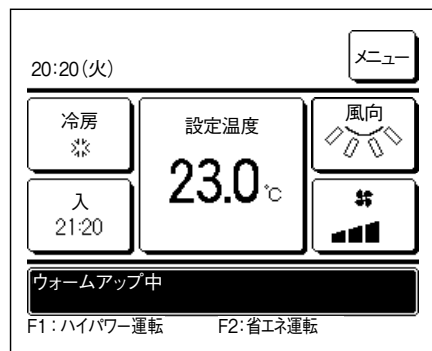 20:20(火)
メニュー
冷房
設定温度
風向
23.0℃
入
21:20
ウォームアップ中
F1:ハイパワー運転 F2:省エネ運転